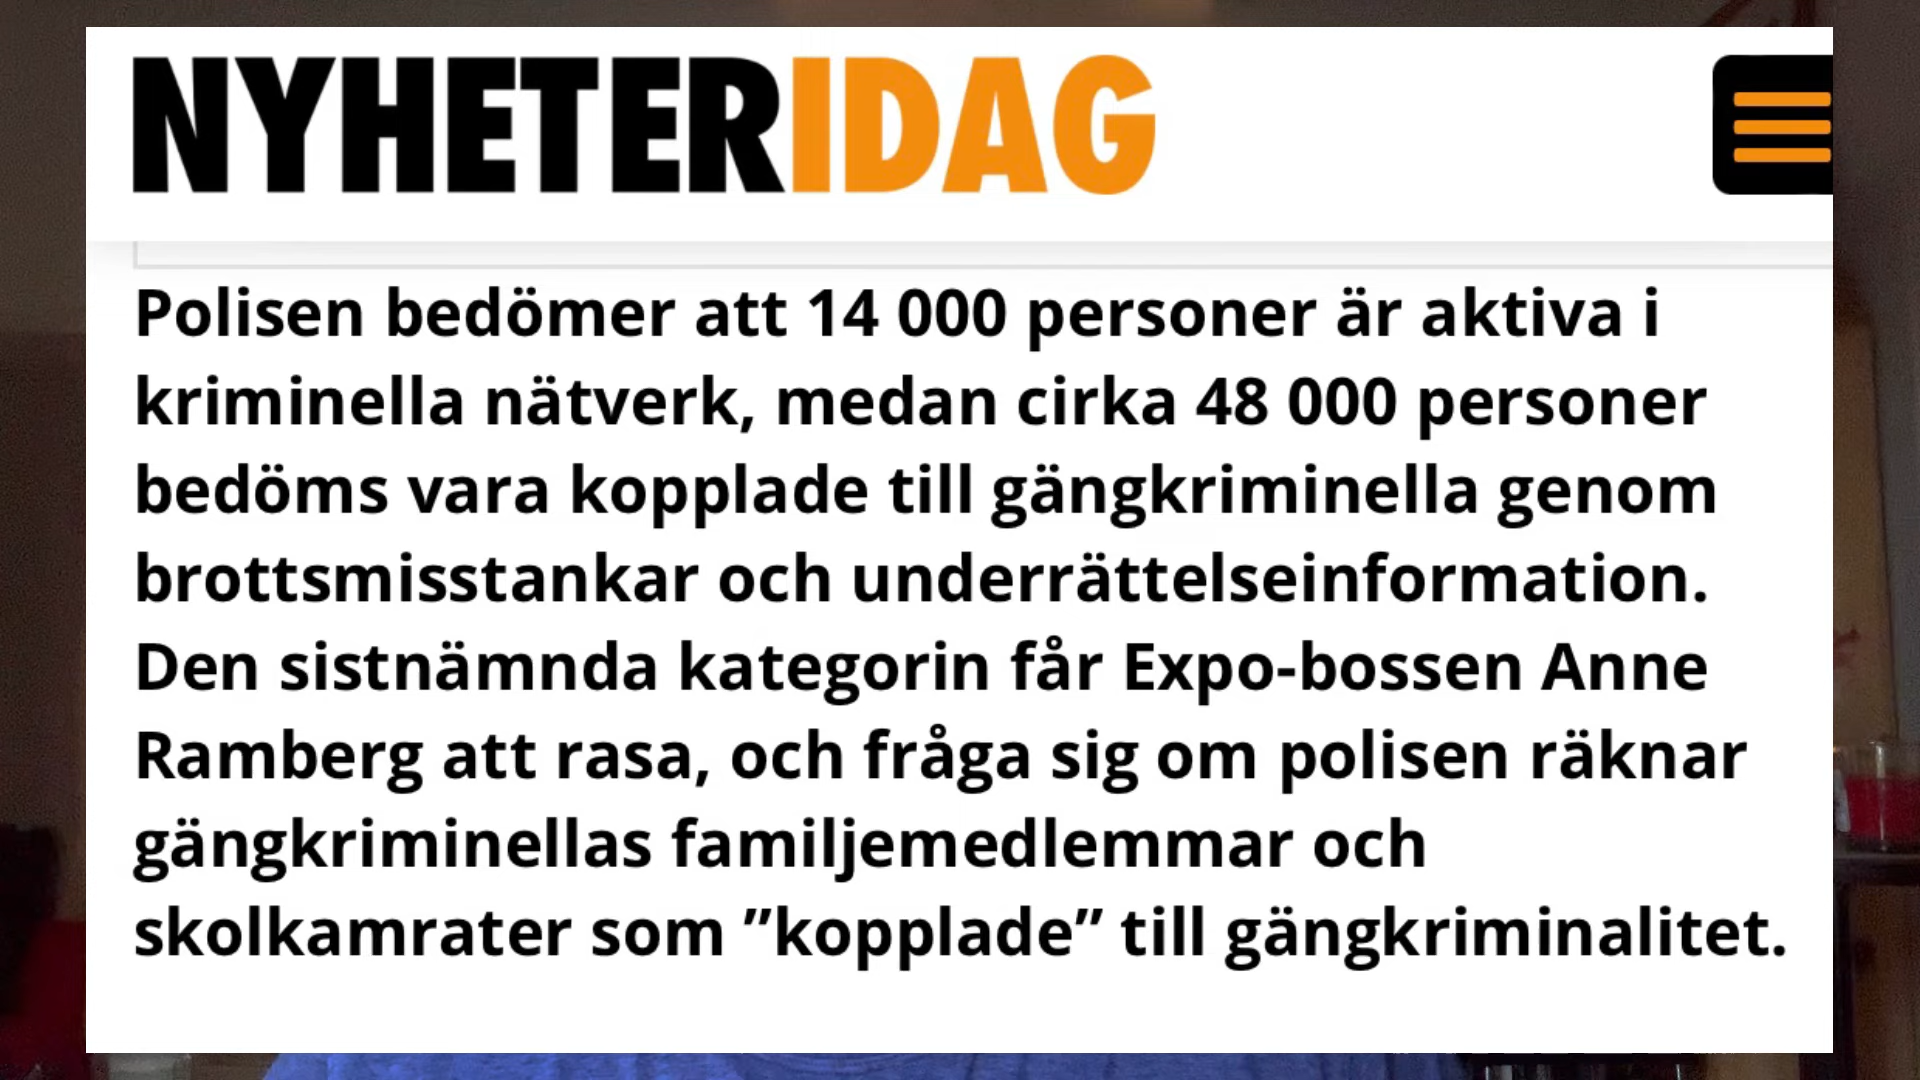 NYHETERIDAG
Polisen bedömer att 14 000 personer är aktiva i
kriminella nätverk, medan cirka 48 000 personer
bedöms vara kopplade till gängkriminella genom
brottsmisstankar och underrättelseinformation.
Den sistnämnda kategorin får Expo-bossen Anne
Ramberg att rasa, och fråga sig om polisen räknar
gängkriminellas familjemedlemmar och
skolkamrater som ”kopplade” till gängkriminalitet.